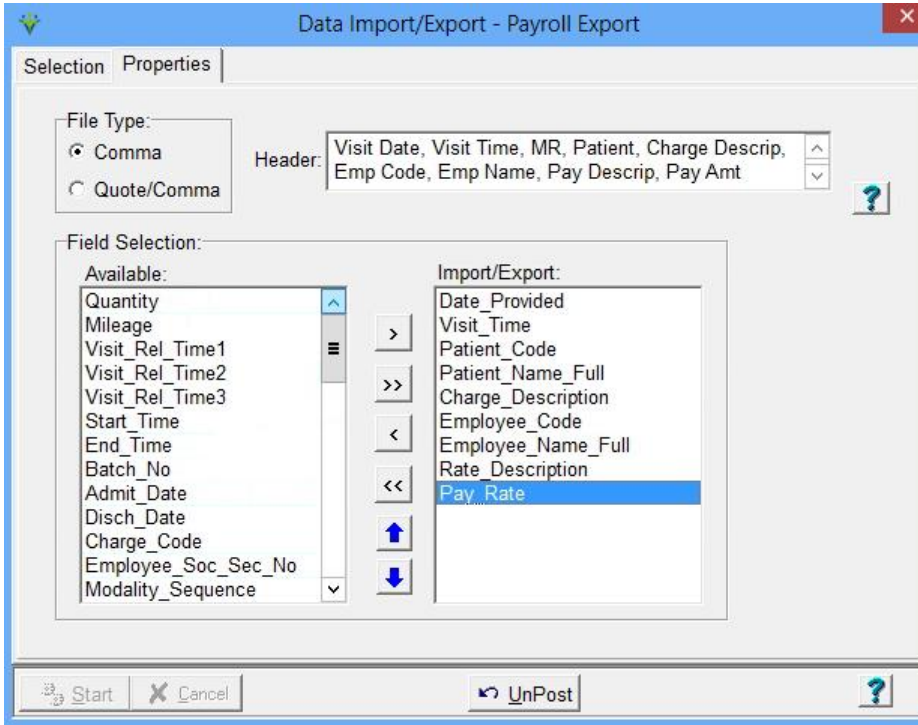 Data Import/Export - Payroll Export
Selection
Properties
File Type:
Comma
Quote/Comma
Header:
Visit Date, Visit Time, MR, Patient, Charge Descrip,
Emp Code, Emp Name, Pay Descrip, Pay Amt
?
Field Selection:
Available:
Quantity
Mileage
Visit_Rel_Time1
Visit_Rel_Time2
Visit_Rel_Time3
Start_Time
End_Time
Batch_No
Admit_Date
Disch_Date
Charge_Code
Employee_Soc_Sec_No
Modality_Sequence
>
>>
<
<<
Import/Export:
Date_Provided
Visit_Time
Patient_Code
Patient_Name_Full
Charge_Description
Employee_Code
Employee_Name_Full
Rate_Description
Pay_Rate
Start
Cancel
UnPost
?